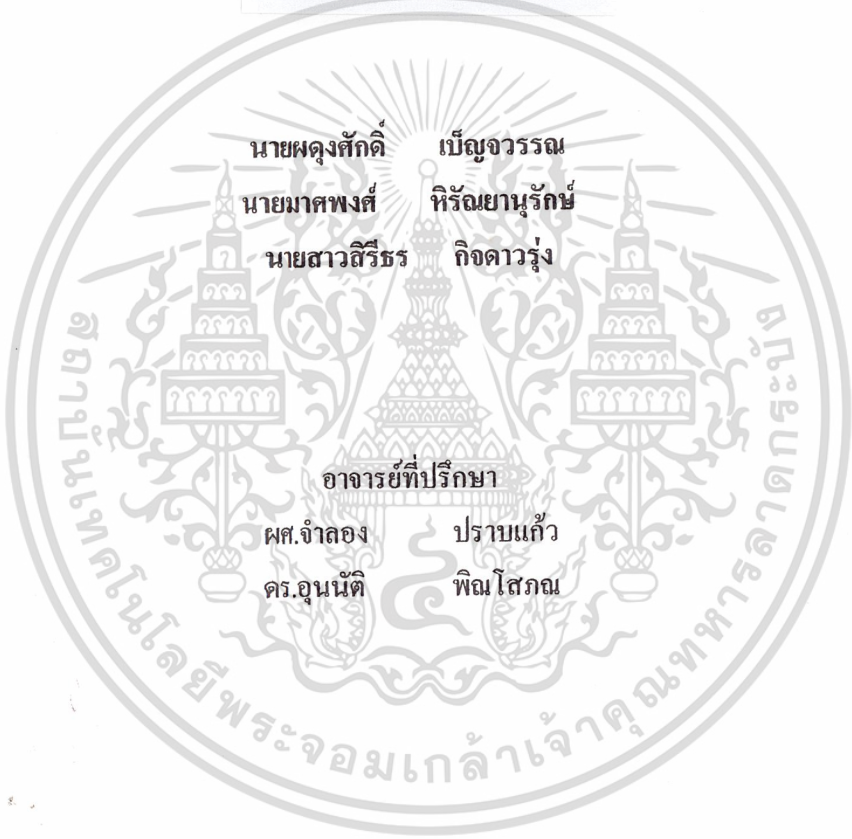 นายผดุงศักดิ์ เบ็ญจวรรณ
นายมาศพงศ์ หิรัณยานุรักษ์
นายสาวสิรีธร กิจดาวรุ่ง
อาจารย์ที่ปรึกษา
ผศ.จำลอง ปราบแก้ว
ดร.อุนนัติ พิณโสภณ
สถาบันเทคโนโลยีพระจอมเกล้าเจ้าคุณทหารลาดกระบัง